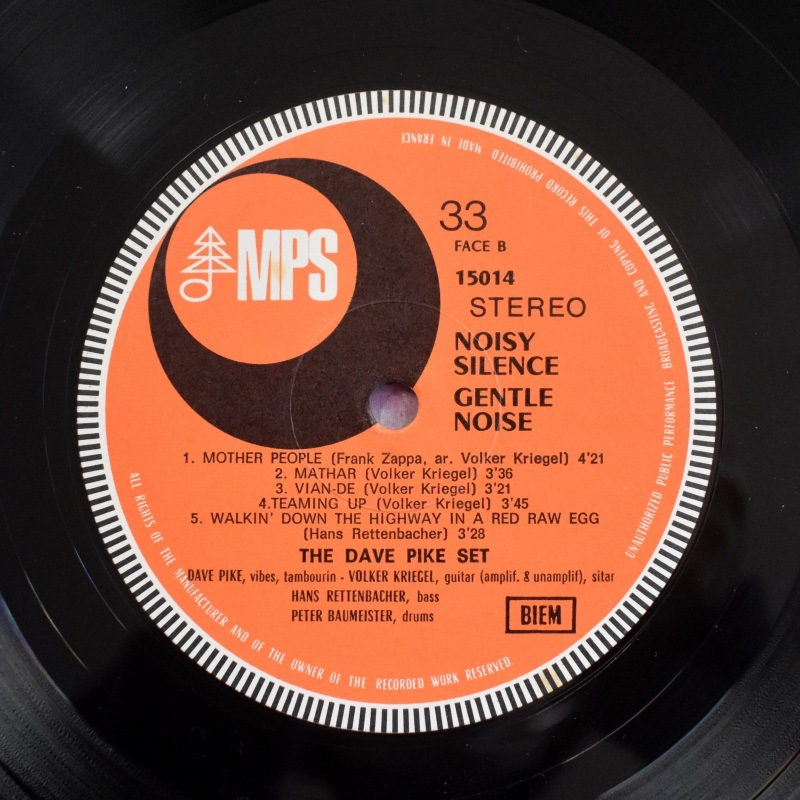 MPS
33
FACE B
15014
STEREO
NOISY
SILENCE
GENTLE
NOISE
1. MOTHER PEOPLE (Frank Zappa, ar. Volker Kriegel) 4'21
2. MATHAR (Volker Kriegel) 3'36
3. VIAN-DE (Volker Kriegel) 3'21
4.TEAMING UP (Volker Kriegel) 3'45
5. WALKIN' DOWN THE HIGHWAY IN A RED RAW EGG
(Hans Rettenbacher) 3'28
THE DAVE PIKE SET
DAVE PIKE, vibes, tambourin - VOLKER KRIEGEL, guitar (amplif. & unamplif), sitar
HANS RETTENBACHER, bass
PETER BAUMEISTER, drums
BIEM
ALL RIGHTS OF THE MANUFACTURER AND OF THE OWNER OF THE RECORDED WORK RESERVED.
UNAUTHORIZED PUBLIC PERFORMANCE BROADCASTING AND COPYING OF THIS RECORD PROHIBITED. MADE IN FRANCE